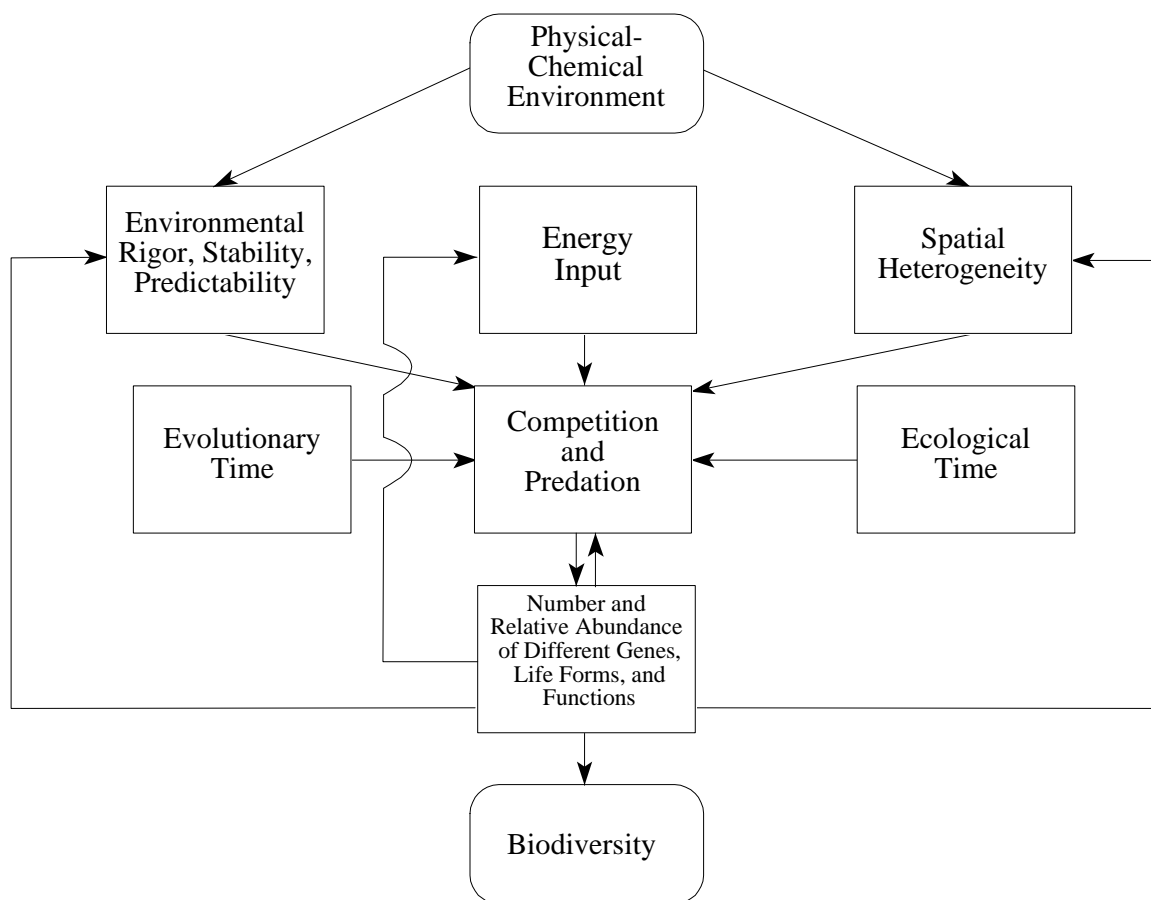 Physical-
Chemical
Environment
Environmental
Rigor, Stability,
Predictability
Energy
Input
Spatial
Heterogeneity
Evolutionary
Time
Competition
and
Predation
Ecological
Time
Number and
Relative Abundance
of Different Genes,
Life Forms, and
Functions
Biodiversity